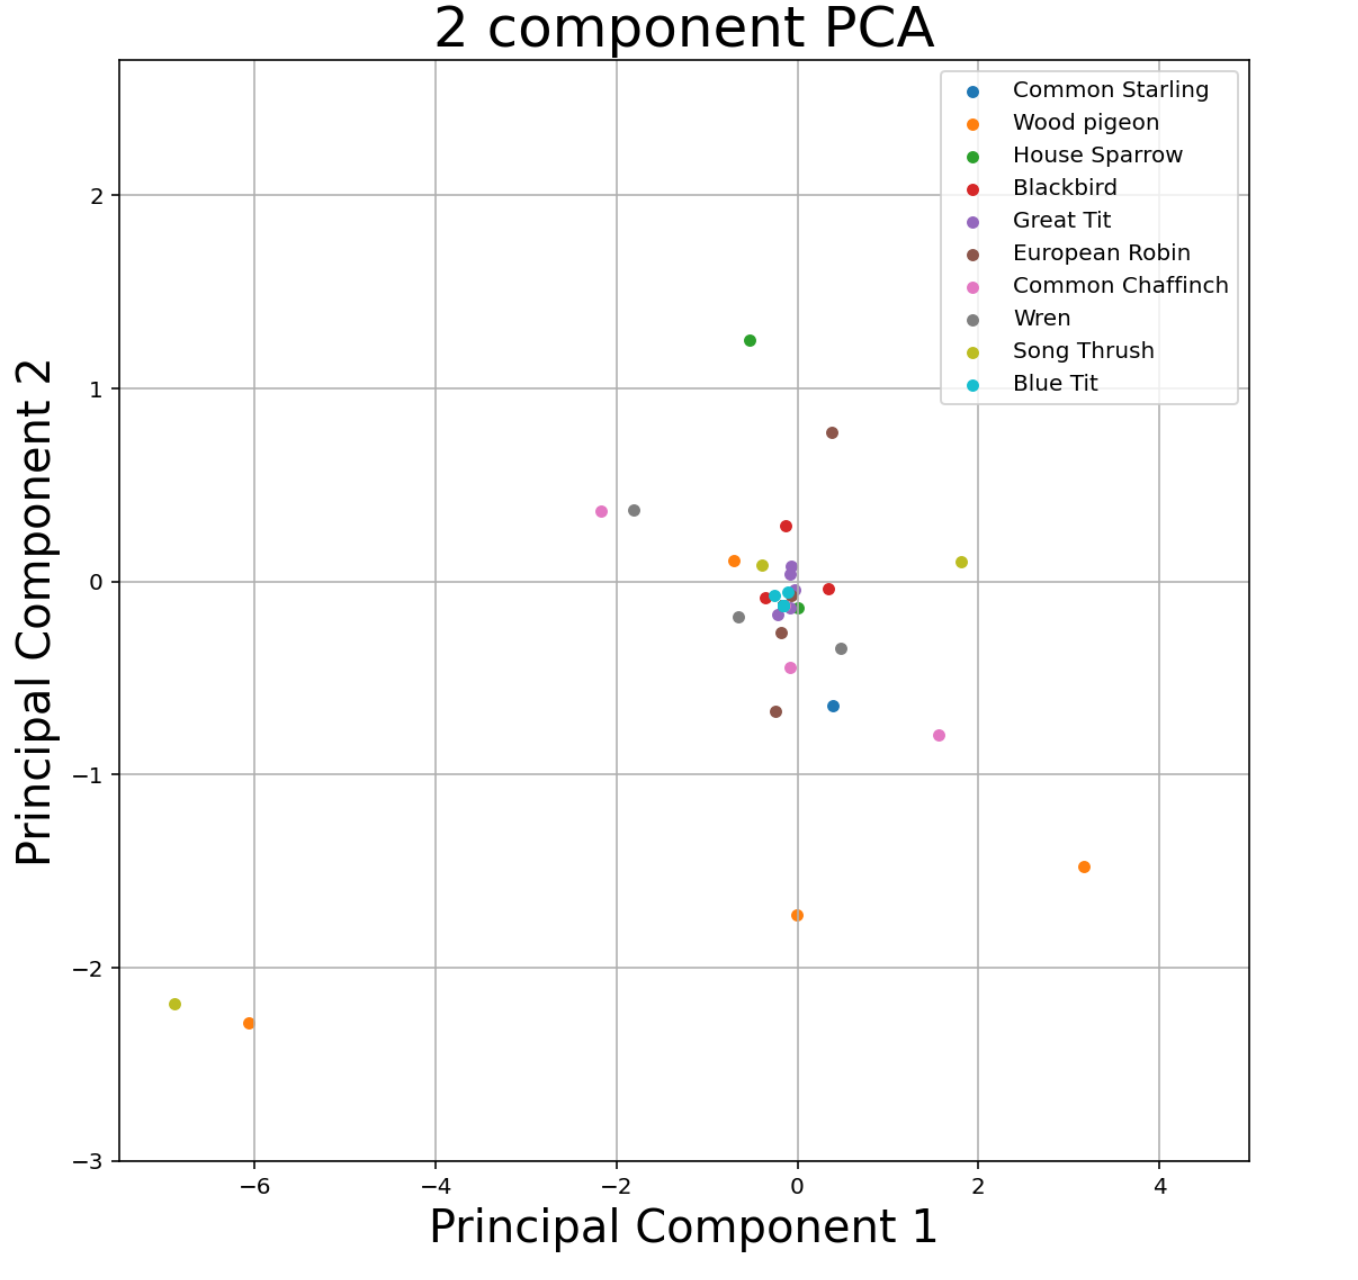 2 component PCA
Common Starling
Wood pigeon
House Sparrow
Blackbird
Great Tit
European Robin
Common Chaffinch
Wren
Song Thrush
Blue Tit
Principal Component 2
2
1
0
−1
−2
−3
−6 −4 −2 0 2 4
Principal Component 1